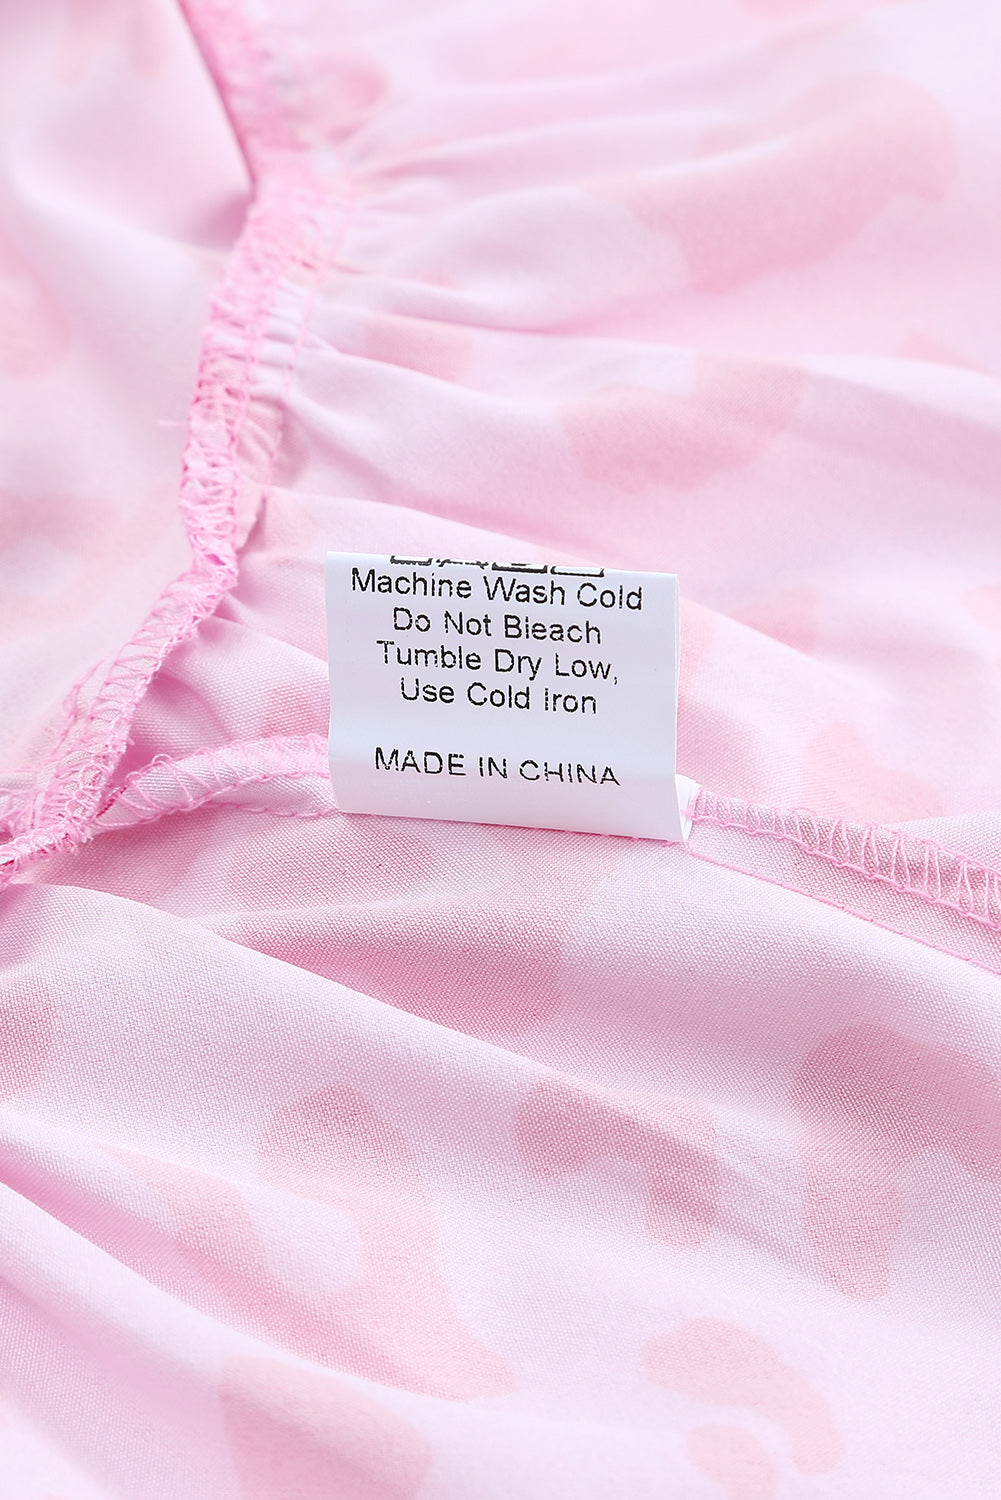 Machine Wash Cold
Do Not Bleach
Tumble Dry Low,
Use Cold Iron
MADE IN CHINA